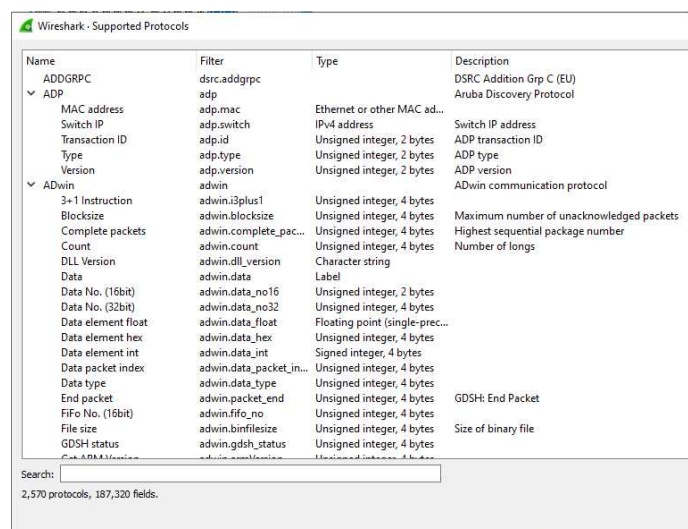 Wireshark · Supported Protocols
Name Filter Type Description
ADDGRPC dsrc.addgrpc DSRC Addition Grp C (EU)
ADP adp Aruba Discovery Protocol
MAC address adp.mac Ethernet or other MAC ad...
Switch IP adp.switch IPv4 address Switch IP address
Transaction ID adp.id Unsigned integer, 2 bytes ADP transaction ID
Type adp.type Unsigned integer, 2 bytes ADP type
Version adp.version Unsigned integer, 2 bytes ADP version
ADwin adwin ADwin communication protocol
3+1 Instruction adwin.i3plus1 Unsigned integer, 4 bytes
Blocksize adwin.blocksize Unsigned integer, 4 bytes Maximum number of unacknowledged packets
Complete packets adwin.complete_pac... Unsigned integer, 4 bytes Highest sequential package number
Count adwin.count Unsigned integer, 4 bytes Number of longs
DLL Version adwin.dll_version Character string
Data adwin.data Label
Data No. (16bit) adwin.data_no16 Unsigned integer, 2 bytes
Data No. (32bit) adwin.data_no32 Unsigned integer, 4 bytes
Data element float adwin.data_float Floating point (single-prec...
Data element hex adwin.data_hex Unsigned integer, 4 bytes
Data element int adwin.data_int Signed integer, 4 bytes
Data packet index adwin.data_packet_in... Unsigned integer, 4 bytes
Data type adwin.data_type Unsigned integer, 4 bytes
End packet adwin.packet_end Unsigned integer, 4 bytes GDSH: End Packet
FiFo No. (16bit) adwin.fifo_no Unsigned integer, 4 bytes
File size adwin.binfilesize Unsigned integer, 4 bytes Size of binary file
GDSH status adwin.gdsh_status Unsigned integer, 4 bytes
Search:
2,570 protocols, 187,320 fields.